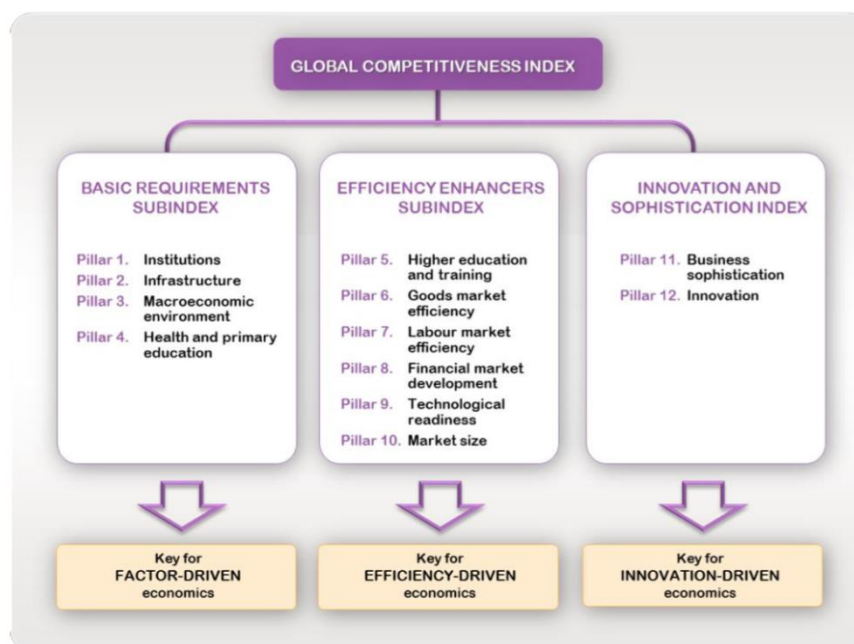 GLOBAL COMPETITIVENESS INDEX
BASIC REQUIREMENTS
SUBINDEX
Pillar 1. Institutions
Pillar 2. Infrastructure
Pillar 3. Macroeconomic
environment
Pillar 4. Health and primary
education
EFFICIENCY ENHANCERS
SUBINDEX
Pillar 5. Higher education
and training
Pillar 6. Goods market
efficiency
Pillar 7. Labour market
efficiency
Pillar 8. Financial market
development
Pillar 9. Technological
readiness
Pillar 10. Market size
INNOVATION AND
SOPHISTICATION INDEX
Pillar 11. Business
sophistication
Pillar 12. Innovation
Key for
FACTOR-DRIVEN
economics
Key for
EFFICIENCY-DRIVEN
economics
Key for
INNOVATION-DRIVEN
economics